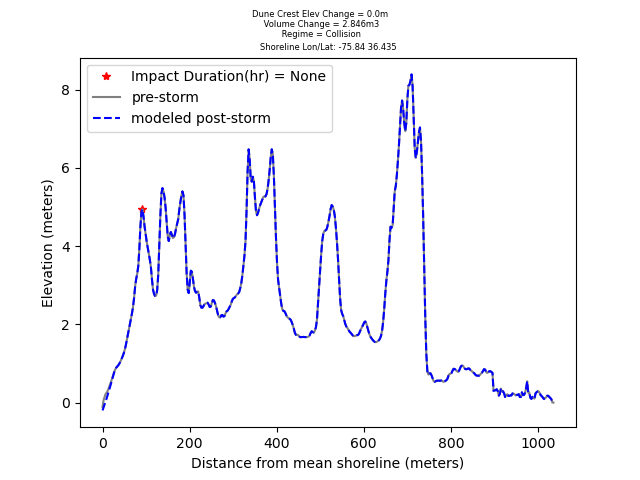 Dune Crest Elev Change = 0.0m
Volume Change = 2.846m3
Regime = Collision
Shoreline Lon/Lat: -75.84 36.435
Impact Duration(hr) = None
pre-storm
modeled post-storm
8
6
4
2
0
Elevation (meters)
0 200 400 600 800 1000
Distance from mean shoreline (meters)